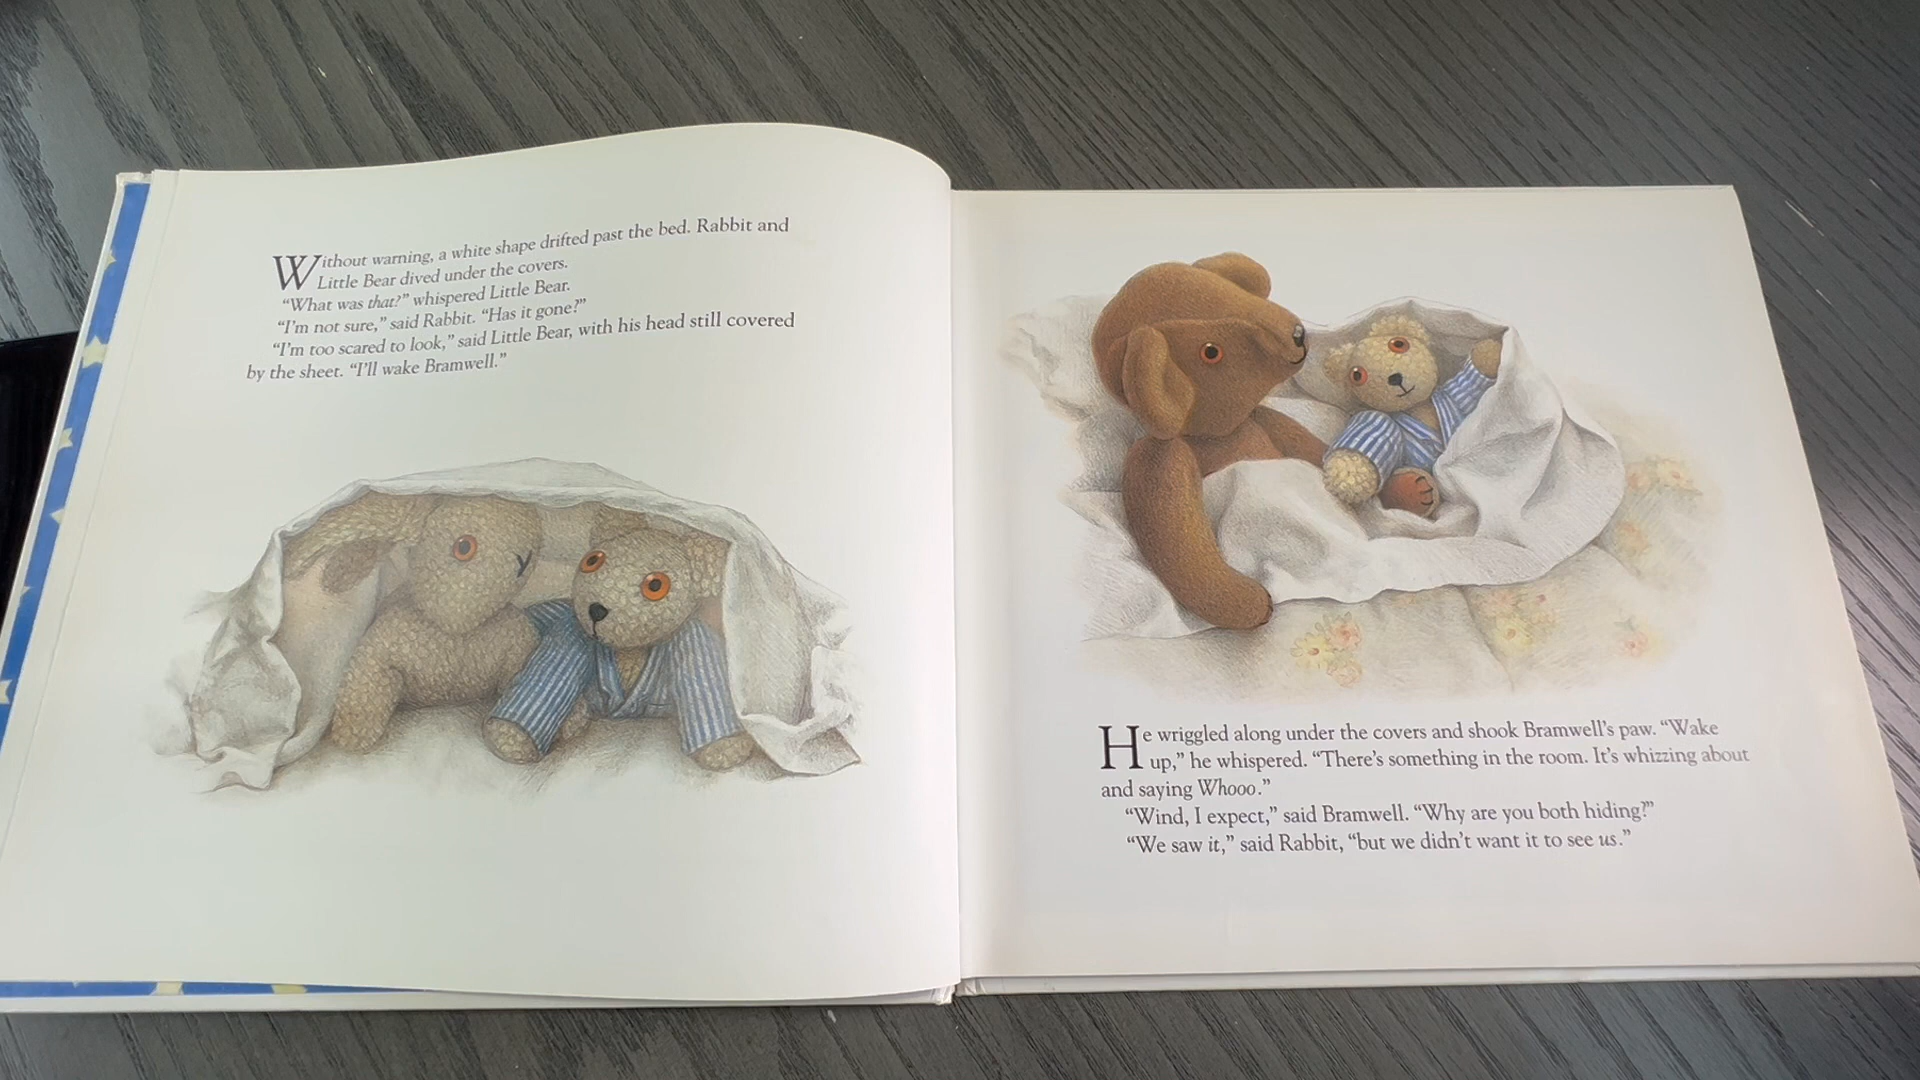 Without warning, a white shape drifted past the bed. Rabbit and
Little Bear dived under the covers.
“What was that?” whispered Little Bear.
“I’m not sure,” said Rabbit. “Has it gone?”
“I’m too scared to look,” said Little Bear, with his head still covered
by the sheet. “I’ll wake Bramwell.”
He wriggled along under the covers and shook Bramwell’s paw. “Wake
up,” he whispered. “There’s something in the room. It’s whizzing about
and saying Whooo.”
“Wind, I expect,” said Bramwell. “Why are you both hiding?”
“We saw it,” said Rabbit, “but we didn’t want it to see us.”